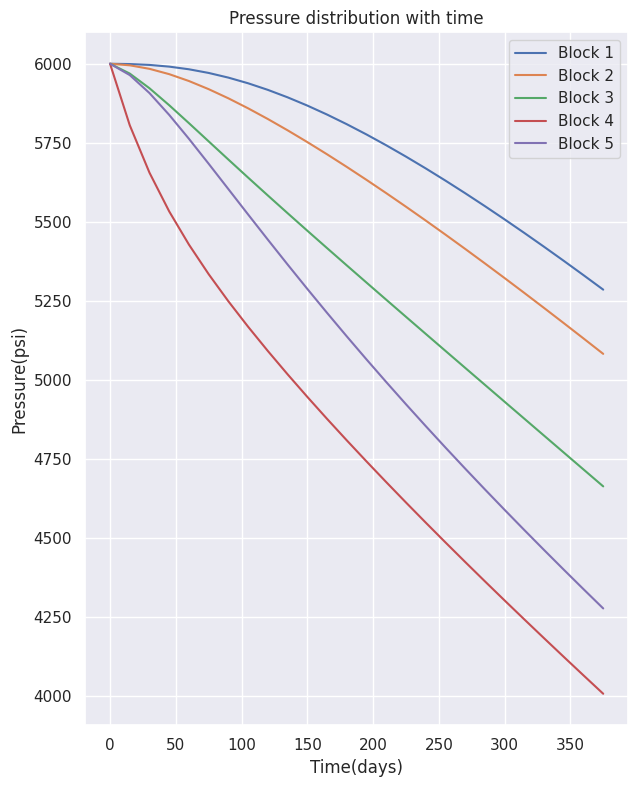 Pressure distribution with time
Block 1
Block 2
Block 3
Block 4
Block 5
Pressure(psi)
6000
5750
5500
5250
5000
4750
4500
4250
4000
0 50 100 150 200 250 300 350
Time(days)